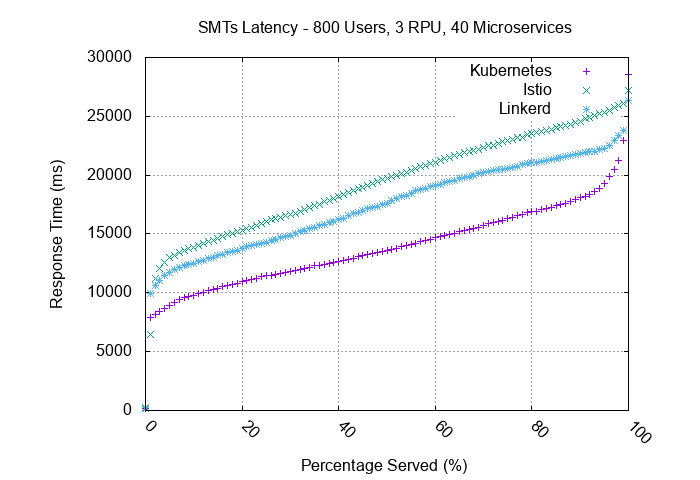 SMTs Latency - 800 Users, 3 RPU, 40 Microservices
30000
25000
20000
15000
10000
5000
0
Response Time (ms)
Kubernetes
Istio
Linkerd
0
20
40
60
80
100
Percentage Served (%)